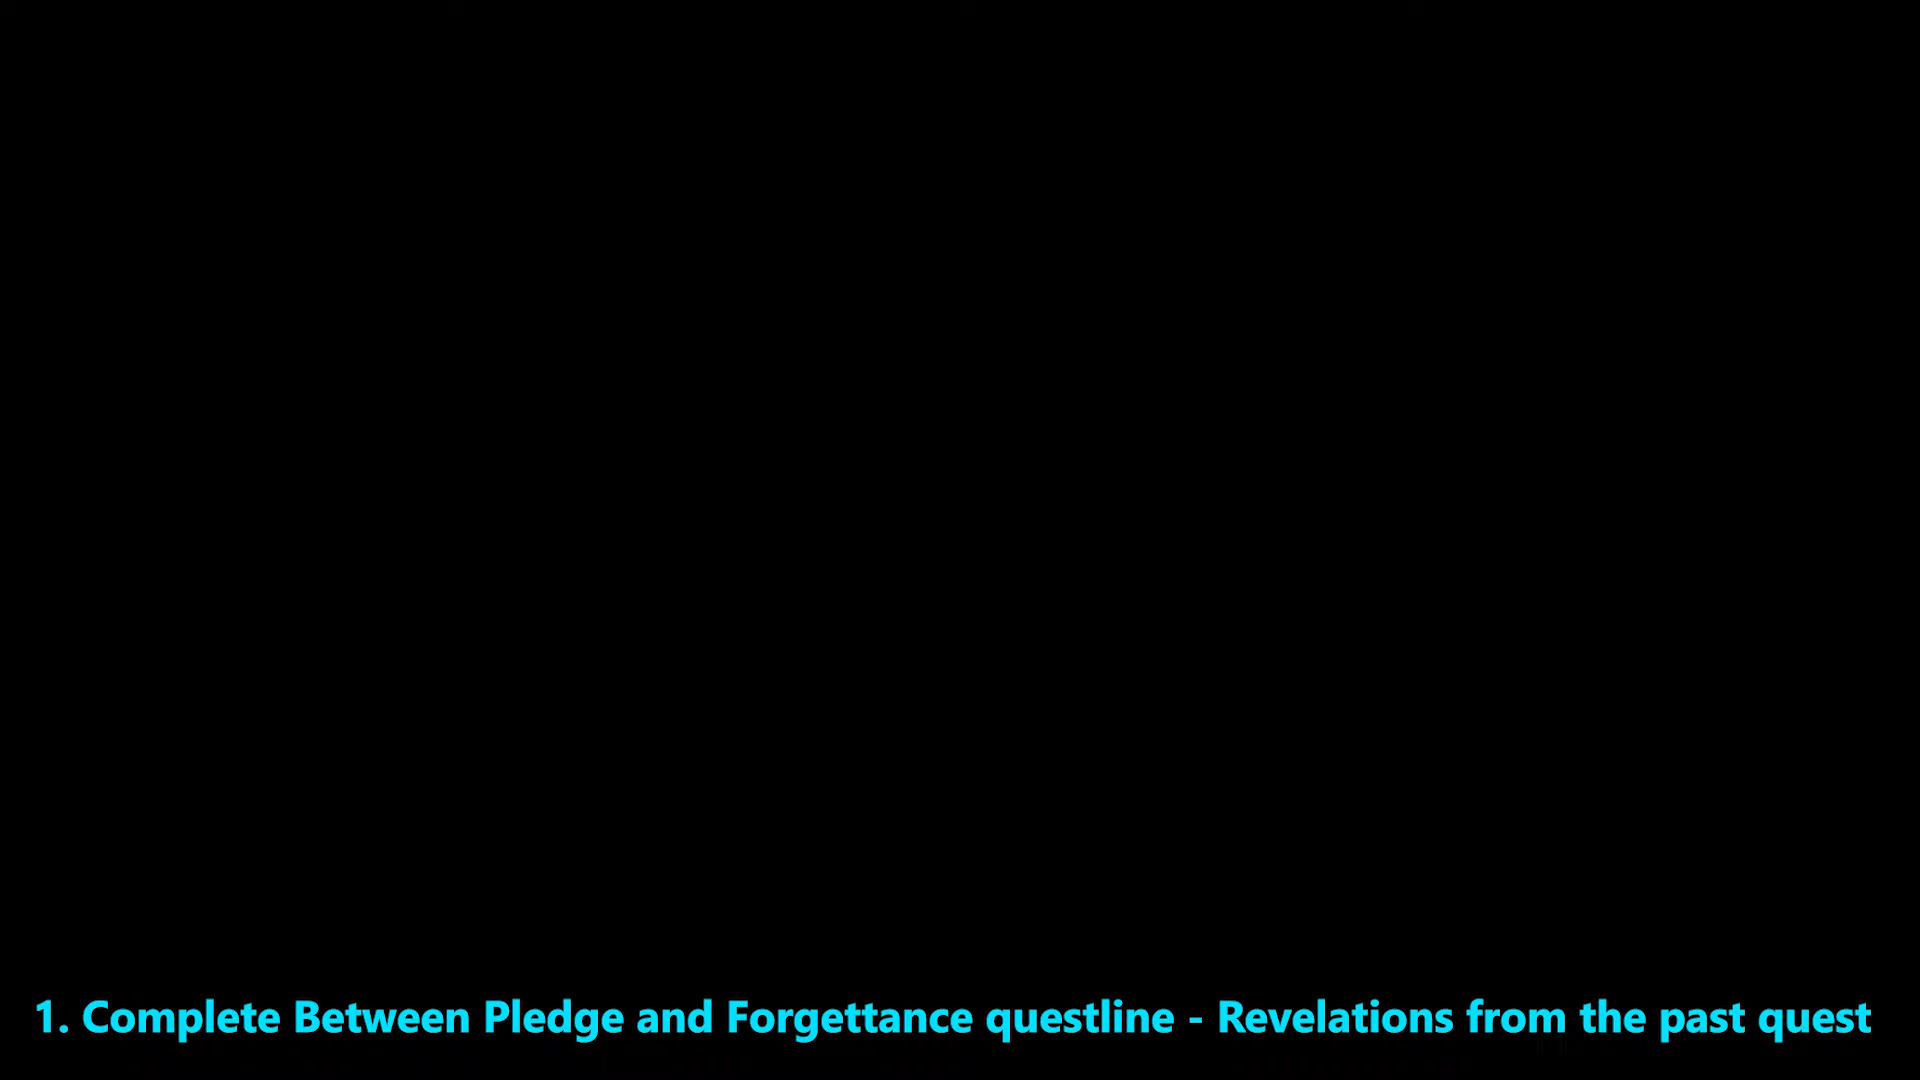 1. Complete Between Pledge and Forgettance questline - Revelations from the past quest